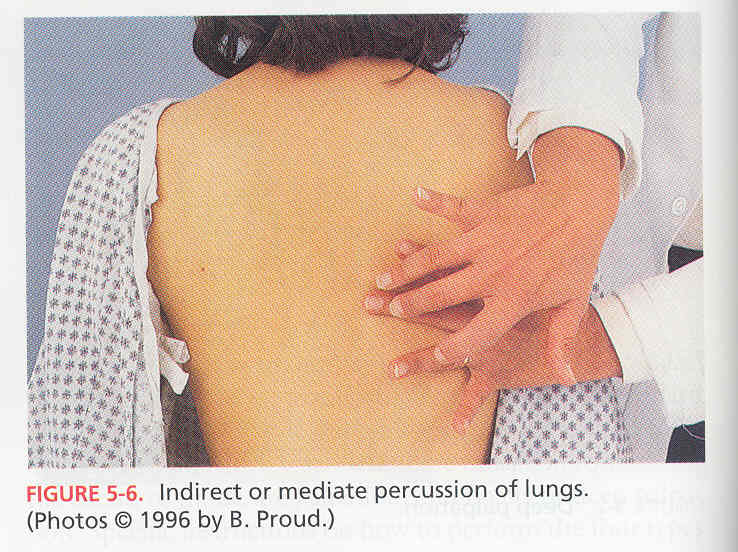 FIGURE 5-6. Indirect or mediate percussion of lungs.
(Photos © 1996 by B. Proud.)